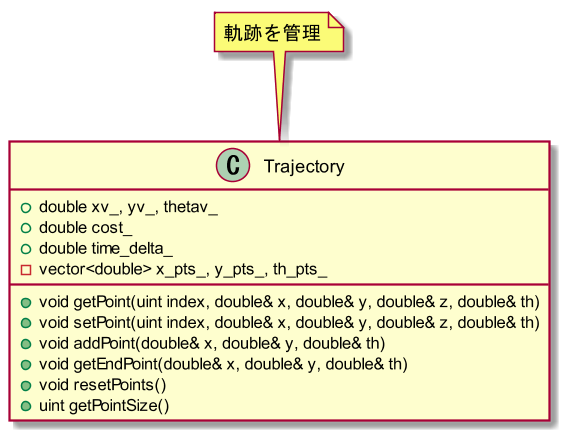 軌跡を管理
C Trajectory
double xv_, yv_, thetav_
double cost_
double time_delta_
vector<double> x_pts_, y_pts_, th_pts_
void getPoint(uint index, double& x, double& y, double& z, double& th)
void setPoint(uint index, double& x, double& y, double& z, double& th)
void addPoint(double& x, double& y, double& th)
void getEndPoint(double& x, double& y, double& th)
void resetPoints()
uint getPointSize()